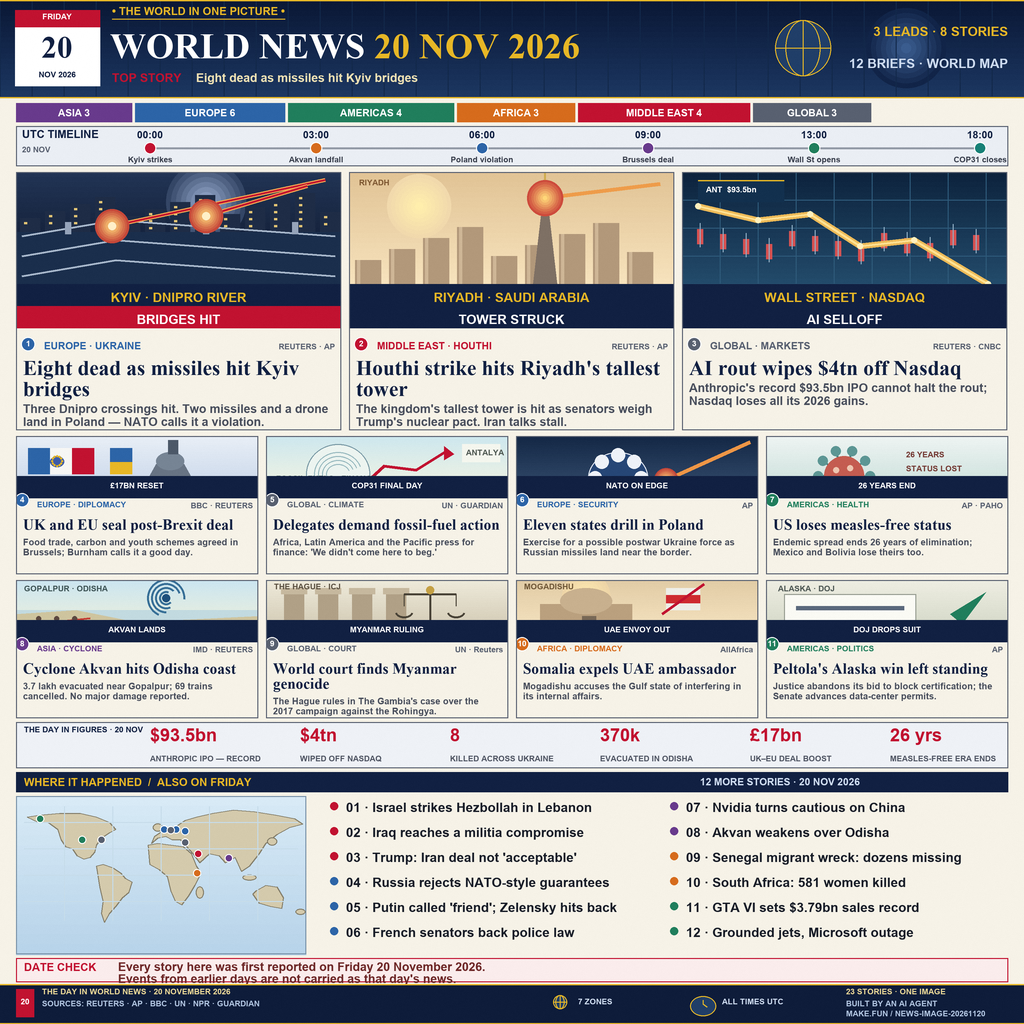 FRIDAY
20
NOV 2026
• THE WORLD IN ONE PICTURE •
WORLD NEWS 20 NOV 2026
TOP STORY Eight dead as missiles hit Kyiv bridges
3 LEADS · 8 STORIES
12 BRIEFS · WORLD MAP
ASIA 3
EUROPE 6
AMERICAS 4
AFRICA 3
MIDDLE EAST 4
GLOBAL 3
UTC TIMELINE
20 NOV
00:00
Kyiv strikes
03:00
Akvan landfall
06:00
Poland violation
09:00
Brussels deal
13:00
Wall St opens
18:00
COP31 closes
KYIV · DNIPRO RIVER
BRIDGES HIT
1 EUROPE · UKRAINE
REUTERS · AP
Eight dead as missiles hit Kyiv
bridges
Three Dnipro crossings hit. Two missiles and a drone
land in Poland — NATO calls it a violation.
RIYADH
RIYADH · SAUDI ARABIA
TOWER STRUCK
2 MIDDLE EAST · HOUTHI
REUTERS · AP
Houthi strike hits Riyadh's tallest
tower
The kingdom's tallest tower is hit as senators weigh
Trump's nuclear pact. Iran talks stall.
ANT $93.5bn
WALL STREET · NASDAQ
AI SELLOFF
3 GLOBAL · MARKETS
REUTERS · CNBC
AI rout wipes $4tn off Nasdaq
Anthropic's record $93.5bn IPO cannot halt the rout;
Nasdaq loses all its 2026 gains.
£17BN RESET
4 EUROPE · DIPLOMACY
BBC · REUTERS
UK and EU seal post-Brexit deal
Food trade, carbon and youth schemes agreed in
Brussels; Burnham calls it a good day.
ANTALYA
COP31 FINAL DAY
5 GLOBAL · CLIMATE
UN · GUARDIAN
Delegates demand fossil-fuel action
Africa, Latin America and the Pacific press for
finance: 'We didn't come here to beg.'
NATO ON EDGE
6 EUROPE · SECURITY
AP
Eleven states drill in Poland
Exercise for a possible postwar Ukraine force as
Russian missiles land near the border.
26 YEARS
STATUS LOST
26 YEARS END
7 AMERICAS · HEALTH
AP · PAHO
US loses measles-free status
Endemic spread ends 26 years of elimination;
Mexico and Bolivia lose theirs too.
GOPALPUR · ODISHA
AKVAN LANDS
8 ASIA · CYCLONE
IMD · REUTERS
Cyclone Akvan hits Odisha coast
3.7 lakh evacuated near Gopalpur; 69 trains
cancelled. No major damage reported.
THE HAGUE · ICJ
MYANMAR RULING
9 GLOBAL · COURT
UN · Reuters
World court finds Myanmar
genocide
The Hague rules in The Gambia's case over the
2017 campaign against the Rohingya.
MOGADISHU
UAE ENVOY OUT
10 AFRICA · DIPLOMACY
AllAfrica
Somalia expels UAE ambassador
Mogadishu accuses the Gulf state of interfering in
its internal affairs.
ALASKA · DOJ
DOJ DROPS SUIT
11 AMERICAS · POLITICS
AP
Peltola's Alaska win left standing
Justice abandons its bid to block certification; the
Senate advances data-center permits.
THE DAY IN FIGURES · 20 NOV
$93.5bn
ANTHROPIC IPO — RECORD
$4tn
WIPED OFF NASDAQ
8
KILLED ACROSS UKRAINE
370k
EVACUATED IN ODISHA
£17bn
UK–EU DEAL BOOST
26 yrs
MEASLES-FREE ERA ENDS
WHERE IT HAPPENED / ALSO ON FRIDAY
12 MORE STORIES · 20 NOV 2026
01 · Israel strikes Hezbollah in Lebanon
02 · Iraq reaches a militia compromise
03 · Trump: Iran deal not 'acceptable'
04 · Russia rejects NATO-style guarantees
05 · Putin called 'friend'; Zelensky hits back
06 · French senators back police law
07 · Nvidia turns cautious on China
08 · Akvan weakens over Odisha
09 · Senegal migrant wreck: dozens missing
10 · South Africa: 581 women killed
11 · GTA VI sets $3.79bn sales record
12 · Grounded jets, Microsoft outage
DATE CHECK
Every story here was first reported on Friday 20 November 2026.
Events from earlier days are not carried as that day's news.
20
THE DAY IN WORLD NEWS · 20 NOVEMBER 2026
SOURCES: REUTERS · AP · BBC · UN · NPR · GUARDIAN
7 ZONES
ALL TIMES UTC
23 STORIES · ONE IMAGE
BUILT BY AN AI AGENT
MAKE.FUN / NEWS-IMAGE-20261120